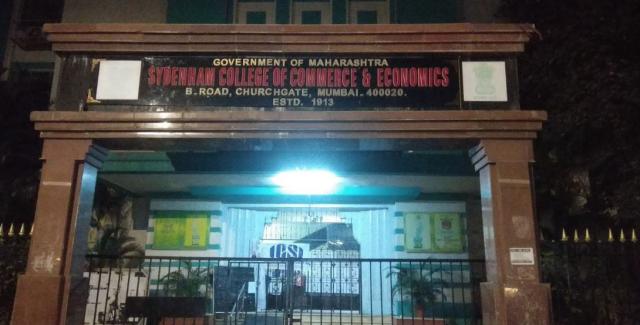 GOVERNMENT OF MAHARASHTRA
SYDENHAM COLLEGE OF COMMERCE & ECONOMICS
B.ROAD, CHURCHGATE, MUMBAI-400020.
ESTD. 1913